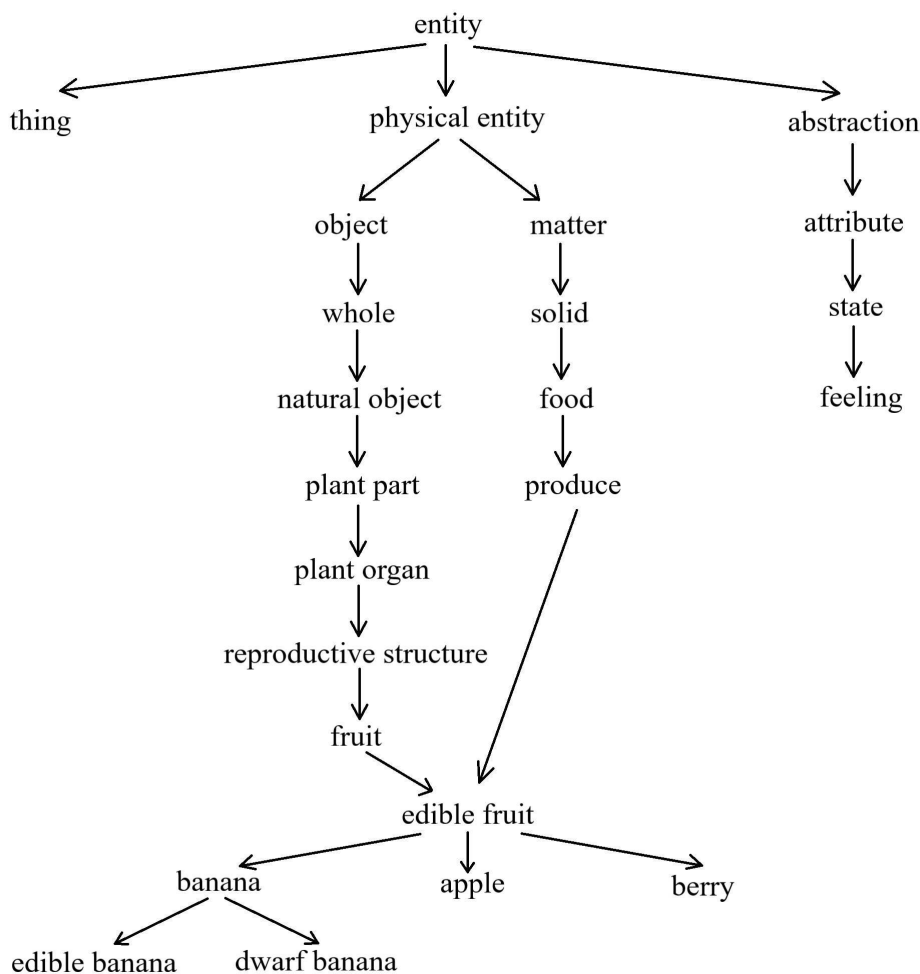 entity
thing
physical entity
abstraction
object
matter
attribute
whole
solid
state
natural object
food
feeling
plant part
produce
plant organ
reproductive structure
fruit
edible fruit
banana
apple
berry
edible banana
dwarf banana